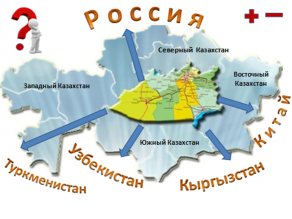 Россия
Северный Казахстан
Западный Казахстан
Восточный
Казахстан
Южный Казахстан
Китай
Туркменистан
Узбекистан
Кыргызстан